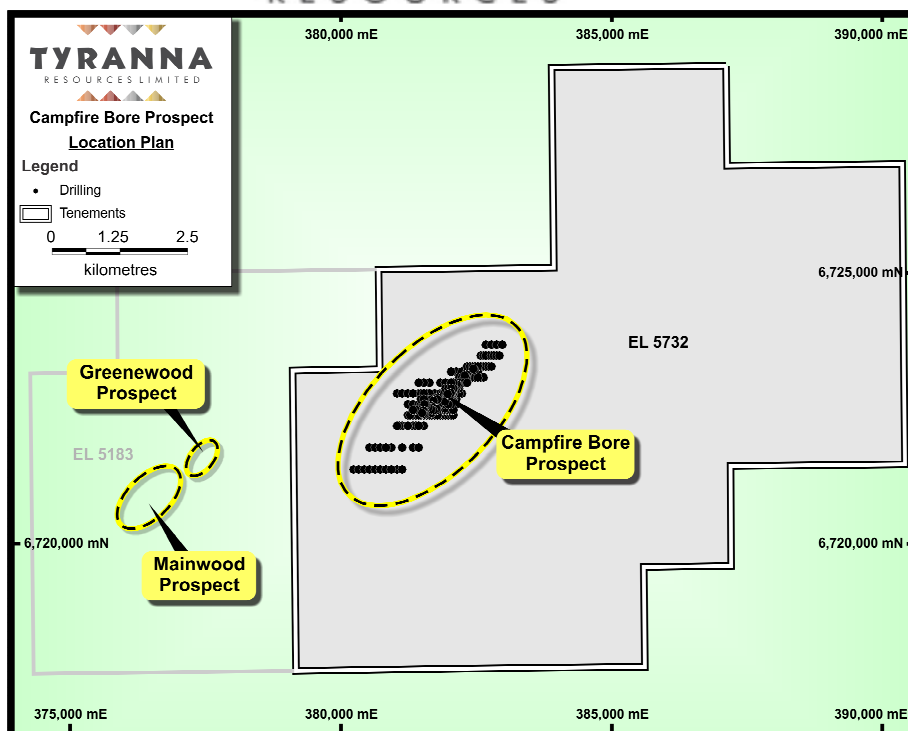 RESOURCES
380,000 mE
385,000 mE
390,000 mE
TYRANNA
RESOURCES LIMITED
Campfire Bore Prospect
Location Plan
Legend
Drilling
Tenements
0 1.25 2.5
kilometres
6,725,000 mN
EL 5732
Greenewood
Prospect
EL 5183
Campfire Bore
Prospect
6,720,000 mN
6,720,000 mN
Mainwood
Prospect
375,000 mE
380,000 mE
385,000 mE
390,000 mE